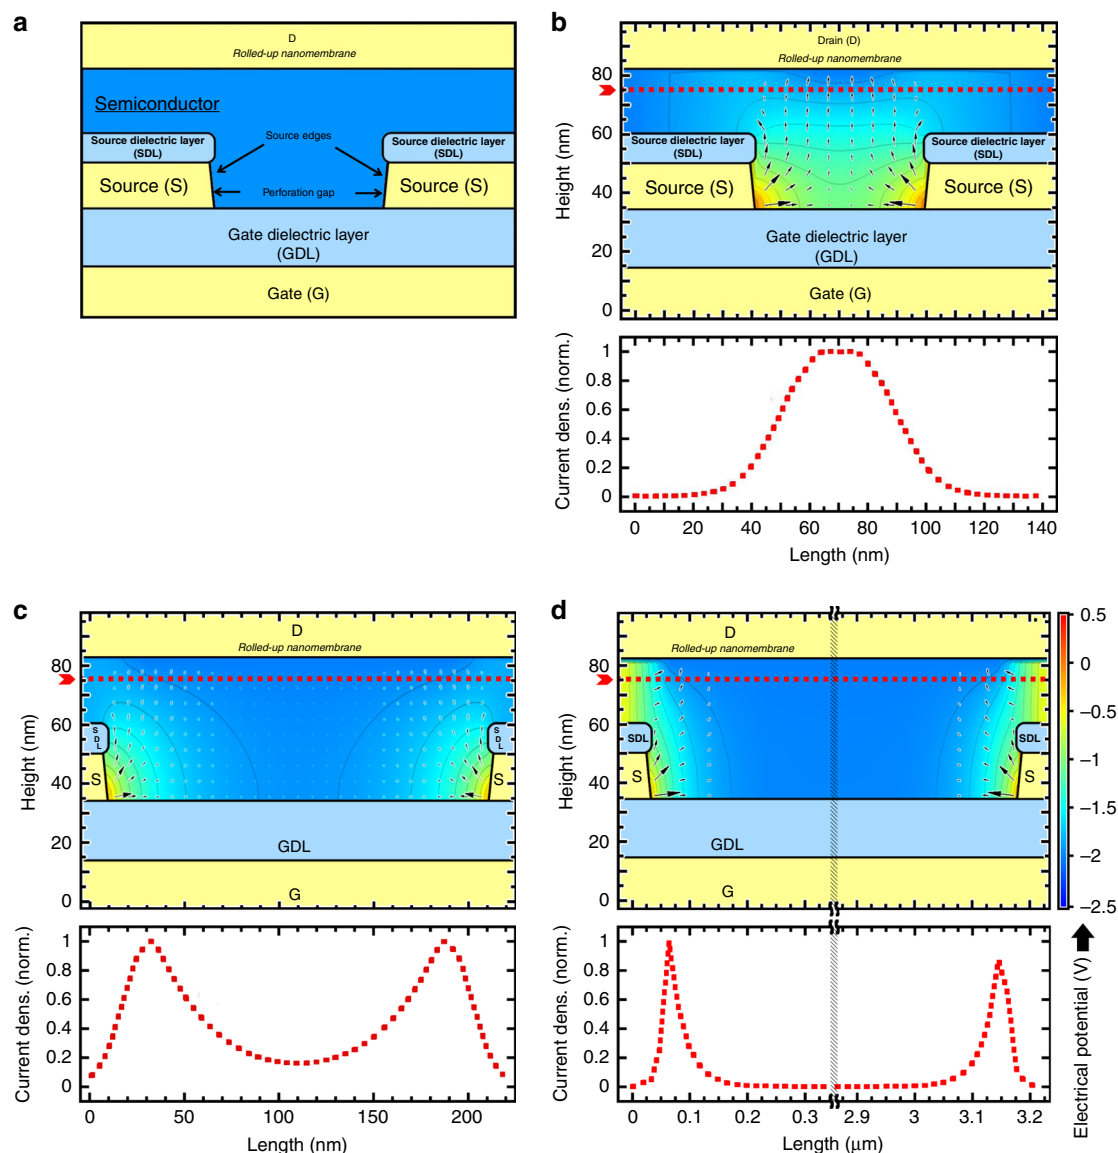 a
D
Rolled-up nanomembrane
Semiconductor
Source dielectric layer
(SDL)
Source edges
Source dielectric layer
(SDL)
Source (S)
Perforation gap
Source (S)
Gate dielectric layer
(GDL)
Gate (G)
b
Drain (D)
Rolled-up nanomembrane
80
60
40
20
0
Height (nm)
Source dielectric layer
(SDL)
Source dielectric layer
(SDL)
Source (S)
Source (S)
Gate dielectric layer
(GDL)
Gate (G)
Current dens. (norm.)
1
0.8
0.6
0.4
0.2
0
0 20 40 60 80 100 120 140
Length (nm)
c
D
Rolled-up nanomembrane
80
60
40
20
0
Height (nm)
S
D
L
S
D
L
S
S
GDL
G
Current dens. (norm.)
1
0.8
0.6
0.4
0.2
0
0 50 100 150 200
Length (nm)
d
D
Rolled-up nanomembrane
80
60
40
20
0
Height (nm)
SDL
SDL
S
S
GDL
G
0.5
0
−0.5
−1
−1.5
−2
−2.5
Electrical potential (V)
Current dens. (norm.)
1
0.8
0.6
0.4
0.2
0
0 0.1 0.2 0.3 2.9 3 3.1 3.2
Length (μm)